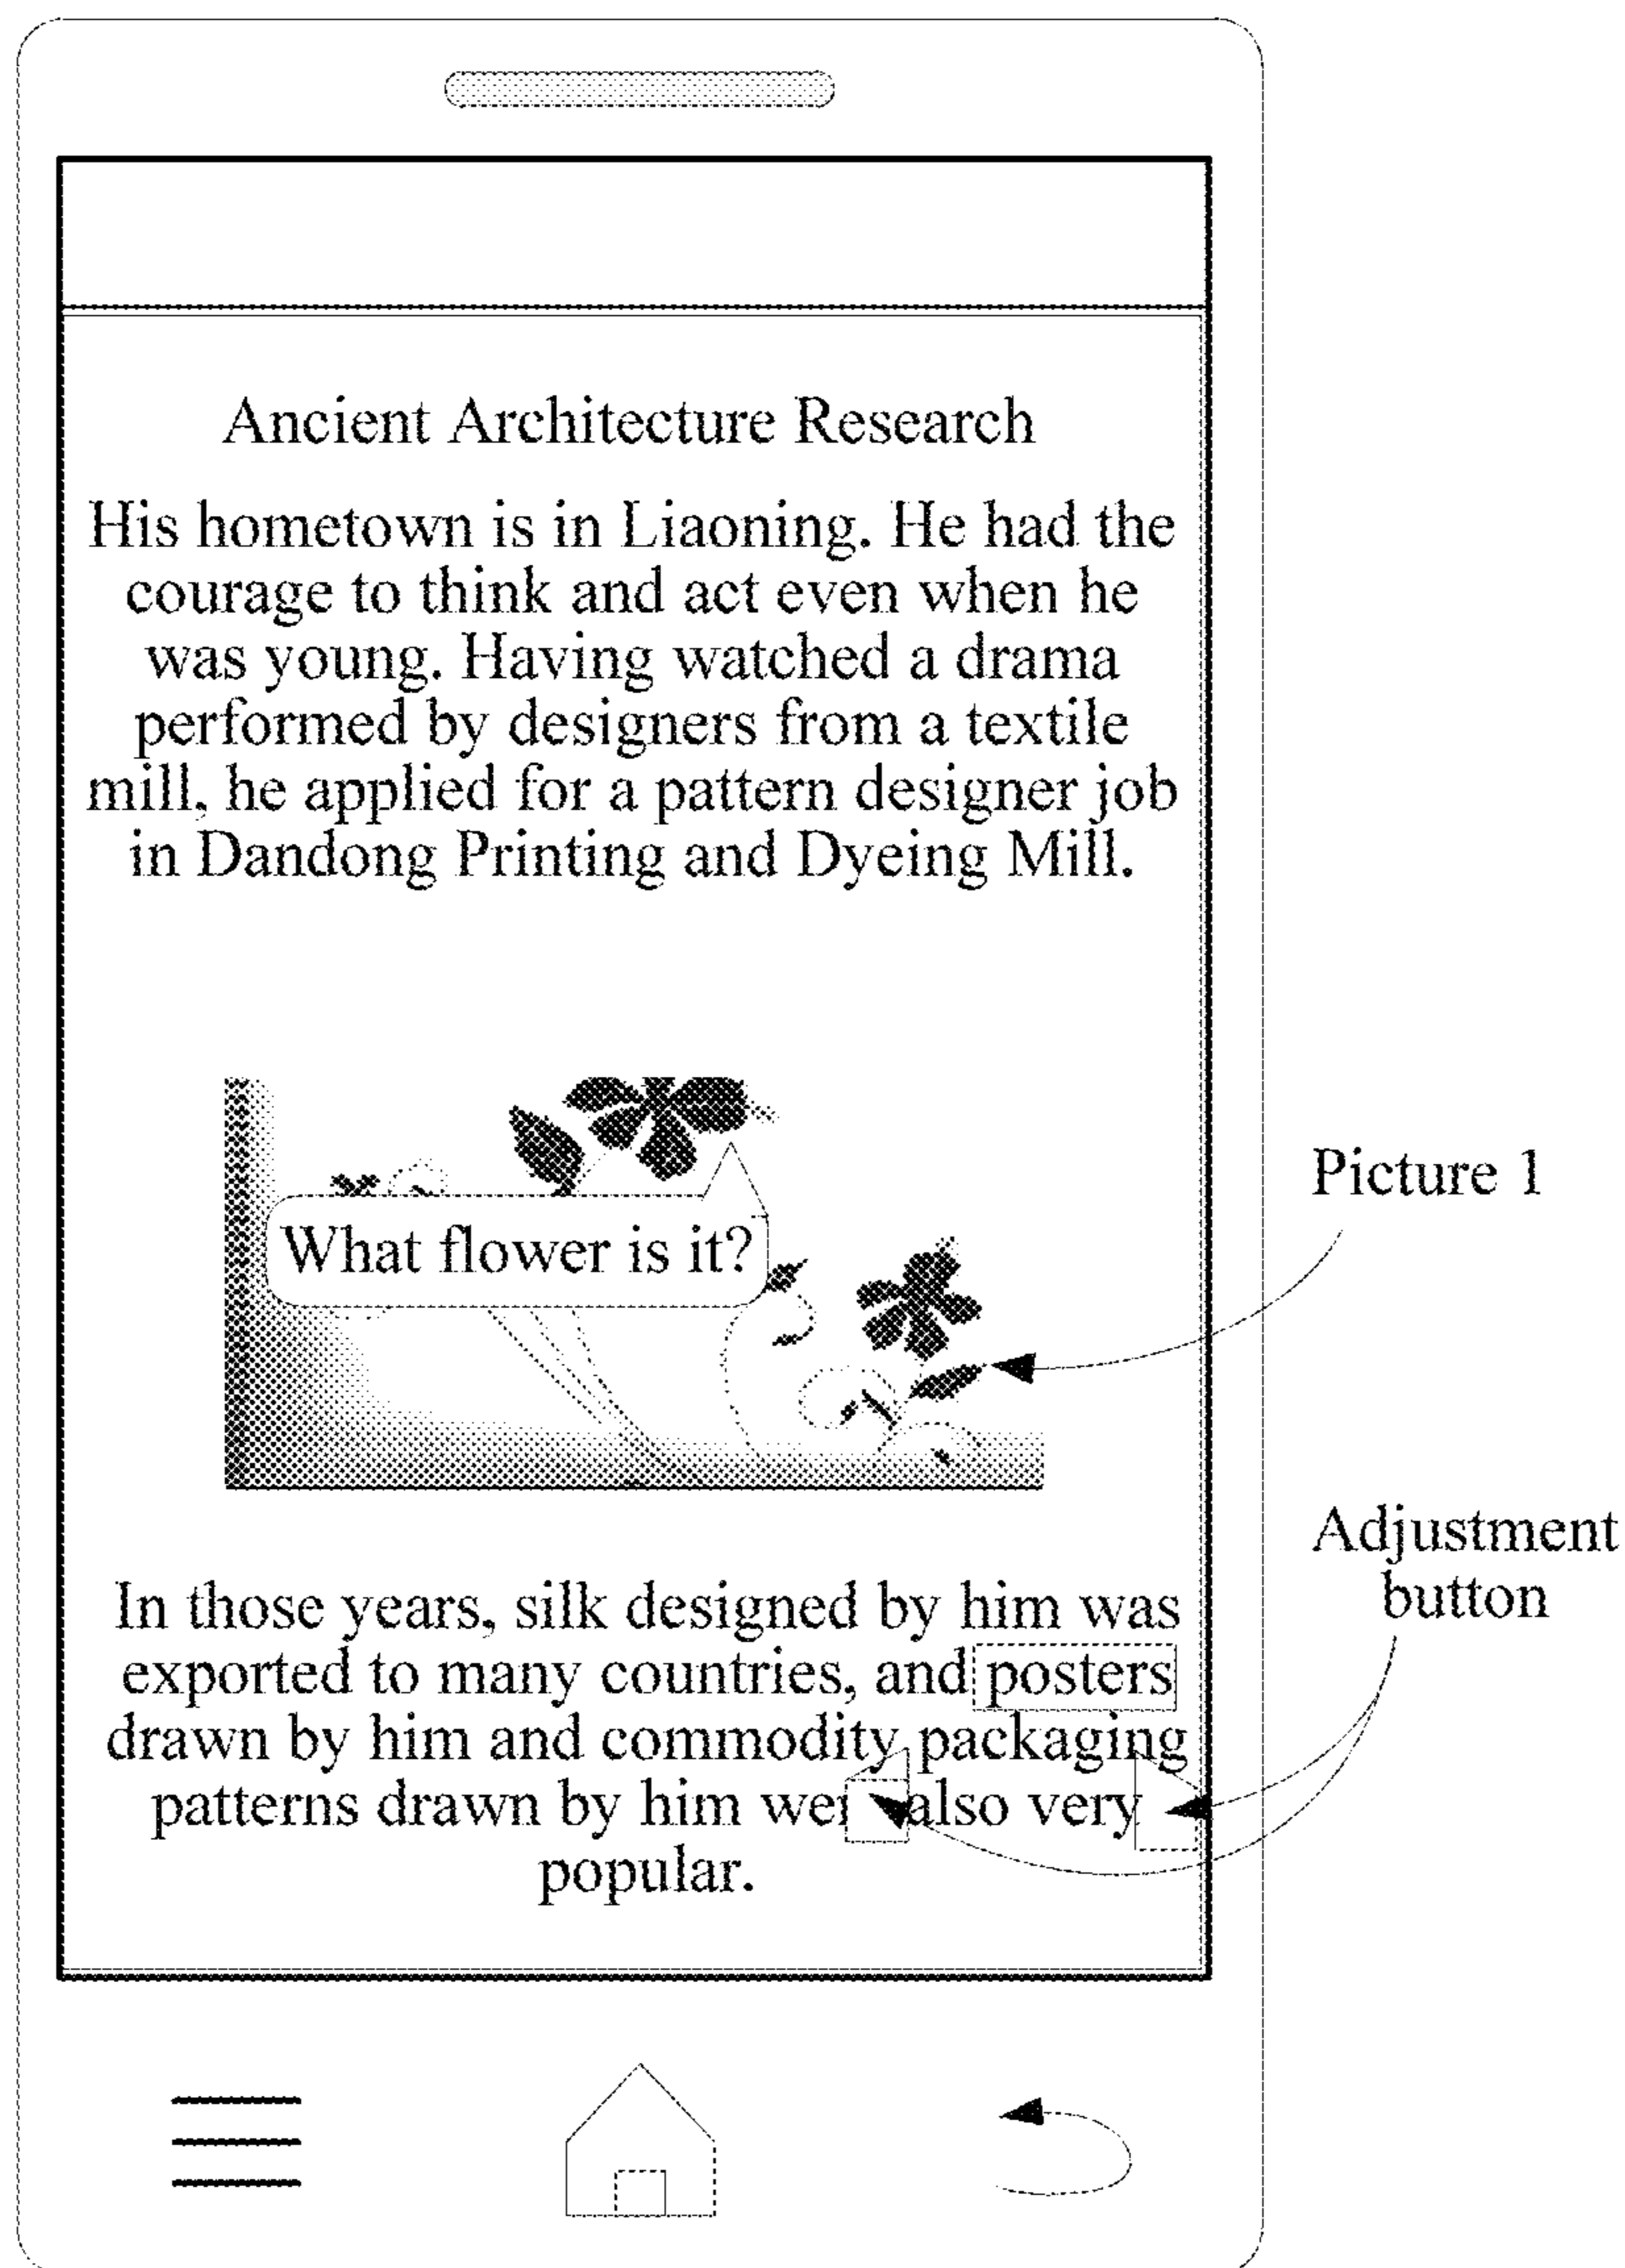 Ancient Architecture Research
His hometown is in Liaoning. He had the
courage to think and act even when he
was young. Having watched a drama
performed by designers from a textile
mill, he applied for a pattern designer job
in Dandong Printing and Dyeing Mill.
What flower is it?
Picture 1
Adjustment
button
In those years, silk designed by him was
exported to many countries, and posters
drawn by him and commodity packaging
patterns drawn by him wer also very
popular.